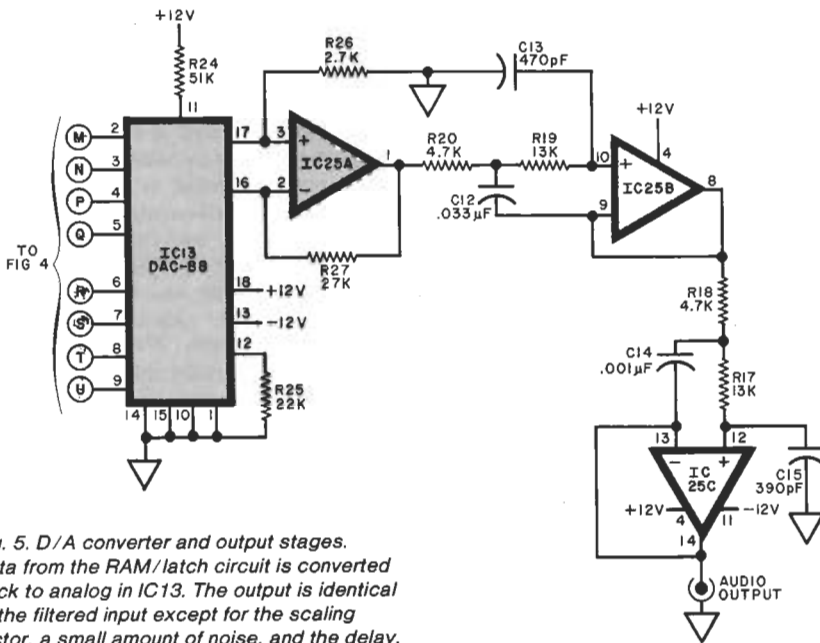 +12V
R24
51K
11
M
2
N
3
P
4
Q
5
TO
FIG 4
R
6
S
7
T
8
U
9
IC13
DAC-88
17
16
18 +12V
13 -12V
12
R25
22K
14 15 10 1
R26
2.7K
3
+
IC25A
2
-
1
R27
27K
C13
470pF
R20
4.7K
R19
13K
C12
.033µF
+12V
4
10
+
IC25B
9
8
R18
4.7K
C14
.001µF
R17
13K
13
12
-
+
IC
25C
C15
390pF
+12V
4
11
-12V
14
AUDIO
OUTPUT
g. 5. D/A converter and output stages.
ta from the RAM/latch circuit is converted
ck to analog in IC13. The output is identical
the filtered input except for the scaling
ctor, a small amount of noise, and the delay.